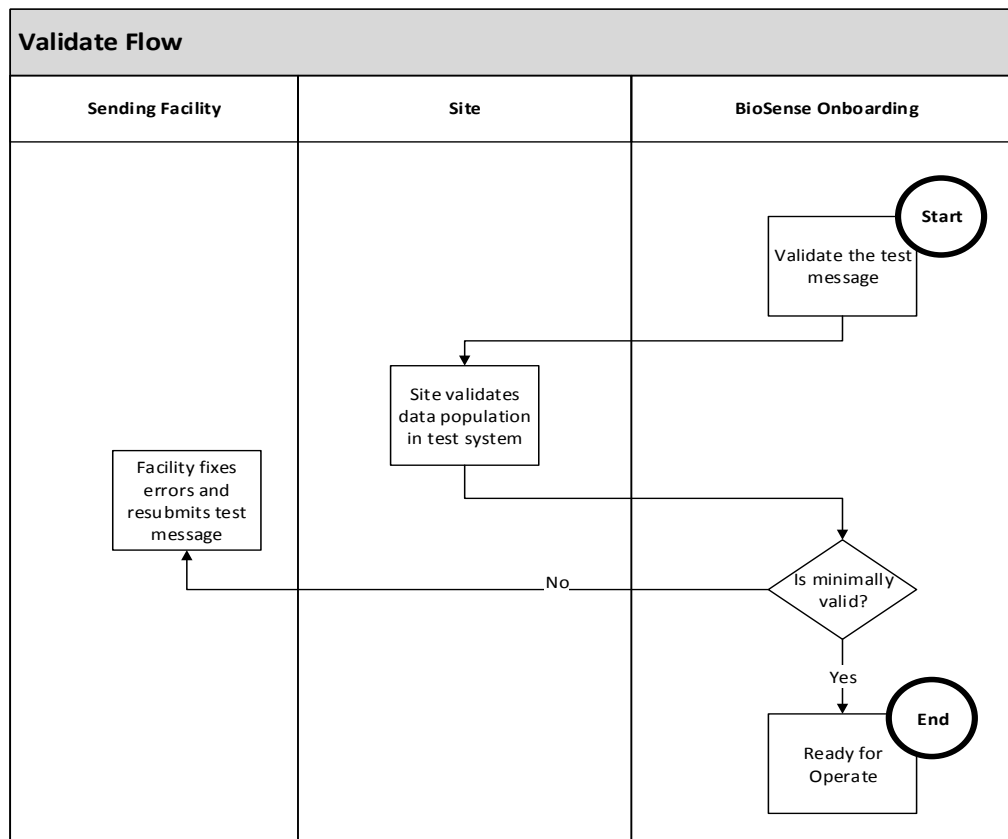 Validate Flow
Sending Facility
Site
BioSense Onboarding
Start
Validate the test
message
Site validates
data population
in test system
Facility fixes
errors and
resubmits test
message
Is minimally
valid?
No
Yes
End
Ready for
Operate